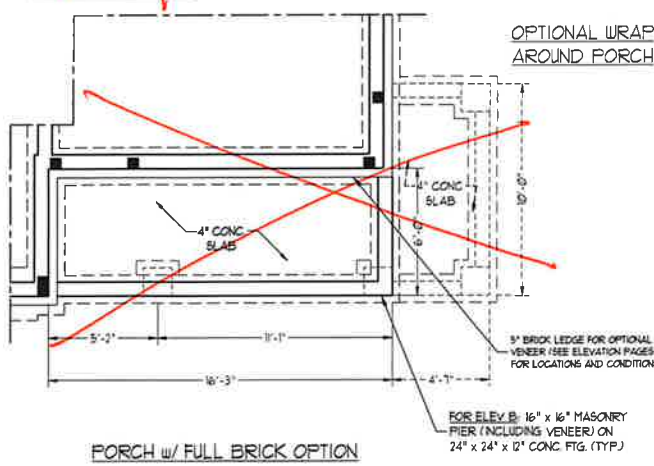 OPTIONAL WRAP
AROUND PORCH
10'-0"
4" CONC
SLAB
6'-0"
4" CONC
SLAB
5'-2"
11'-1"
16'-3"
4'-7"
5" BRICK LEDGE FOR OPTIONAL
VENEER (SEE ELEVATION PAGES
FOR LOCATIONS AND CONDITION
FOR ELEV B: 16" x 16" MASONRY
PIER (INCLUDING VENEER) ON
24" x 24" x 12" CONC. FTG. (TYP.)
PORCH w/ FULL BRICK OPTION